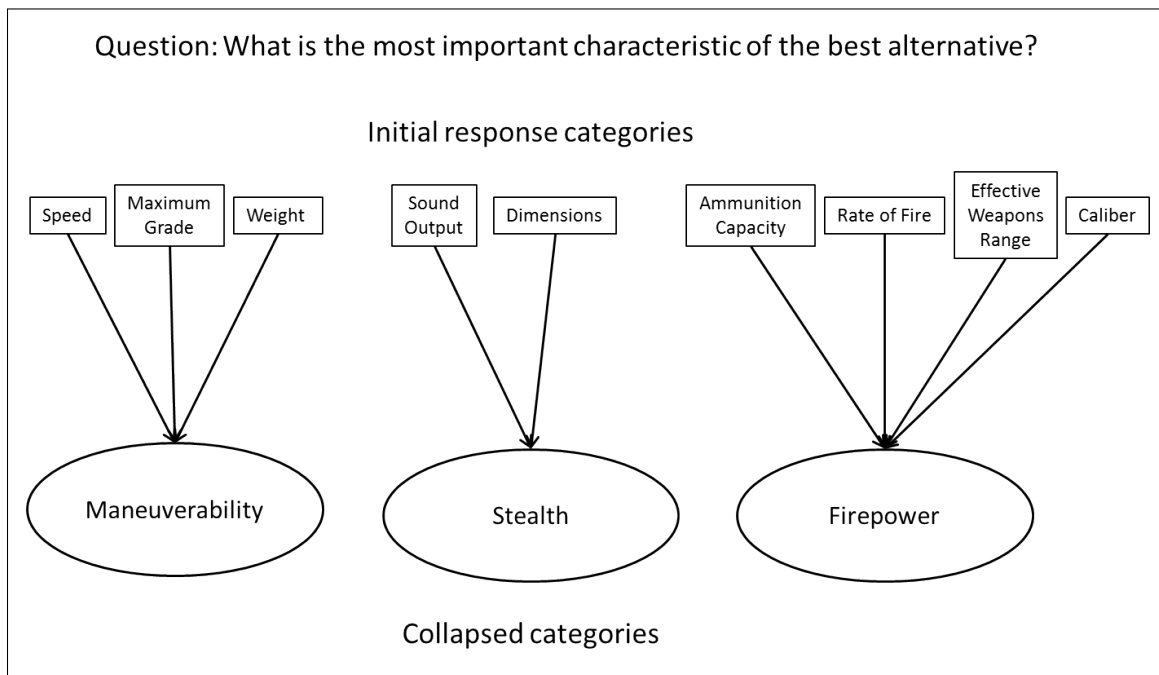 Question: What is the most important characteristic of the best alternative?
Initial response categories
Speed
Maximum
Grade
Weight
Sound
Output
Dimensions
Ammunition
Capacity
Rate of Fire
Effective
Weapons
Range
Caliber
Maneuverability
Stealth
Firepower
Collapsed categories